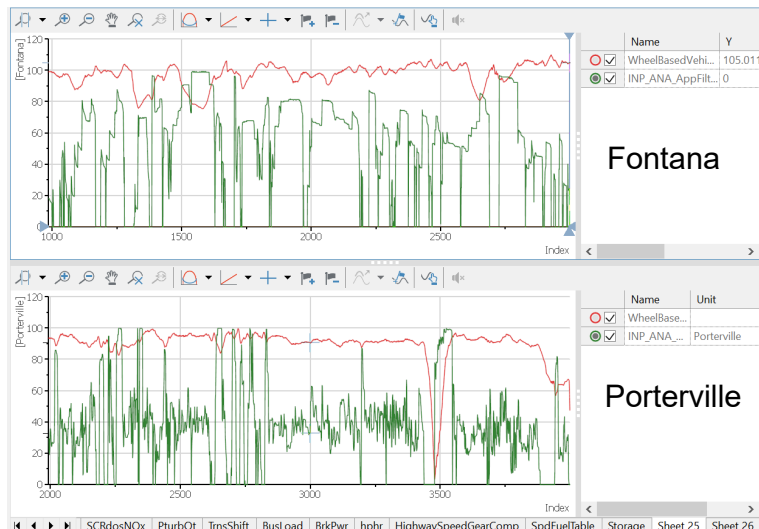 120
100
80
60
40
20
0
[Fontana]
1000
1500
2000
2500
Index
Name Y
WheelBasedVehi... 105.011
INP_ANA_AppFilt... 0
Fontana
120
100
80
60
40
20
0
[Porterville]
2000
2500
3000
3500
Index
Name Unit
WheelBase...
INP_ANA_... Porterville
Porterville
SCRdosNOx PturbOt TrnsShift BusLoad BrkPwr hphr HighwaySpeedGearComp SpdFuelTable Storage Sheet 25 Sheet 26